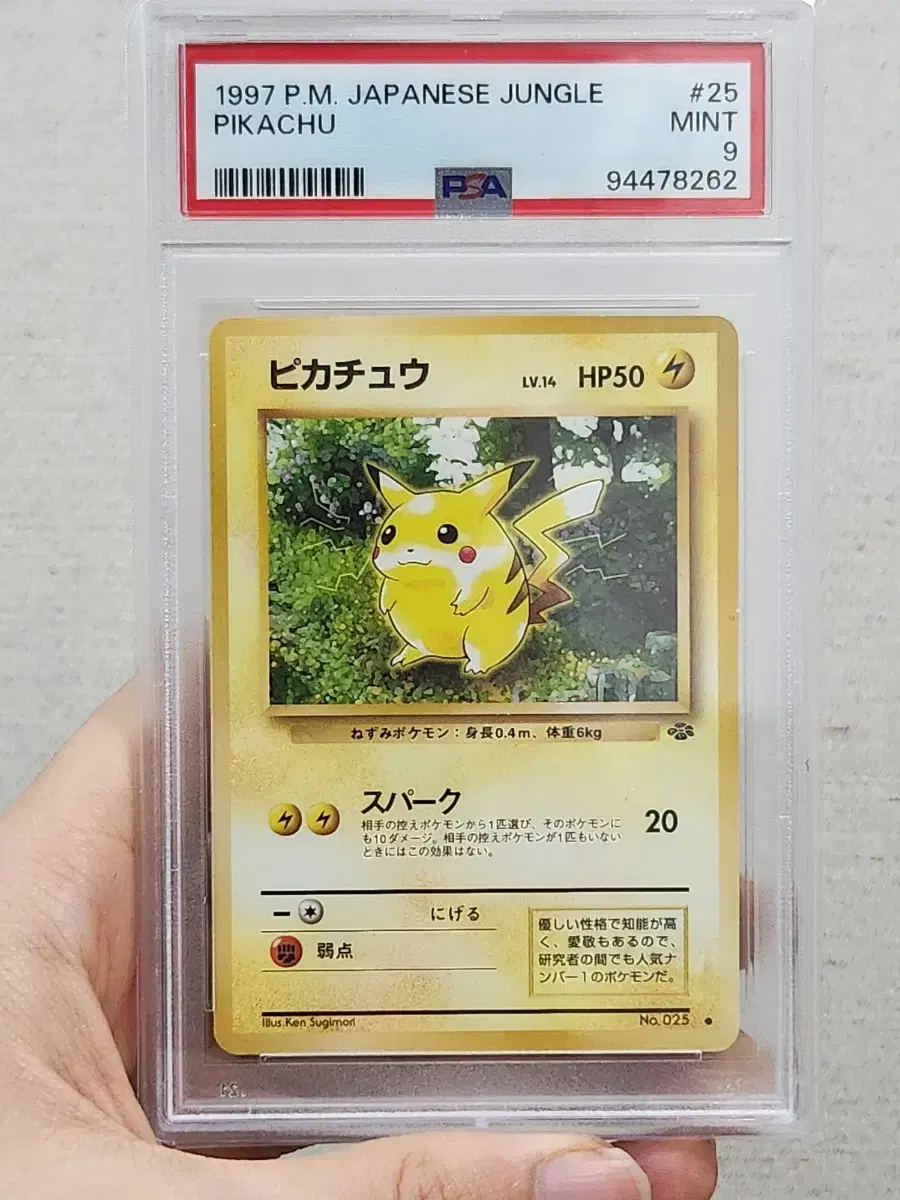 1997 P.M. JAPANESE JUNGLE #25
PIKACHU MINT
9
PSA 94478262
ピカチュウ LV.14 HP50
ねずみポケモン：身長0.4m、体重6kg
スパーク 20
相手の控えポケモンから1匹選び、そのポケモンに
も10ダメージ。相手の控えポケモンが1匹もいない
ときにはこの効果はない。
にげる
弱点
優しい性格で知能が高
く、愛敬もあるので、
研究者の間でも人気ナ
ンバー1のポケモンだ。
Illus.Ken Sugimori No.025